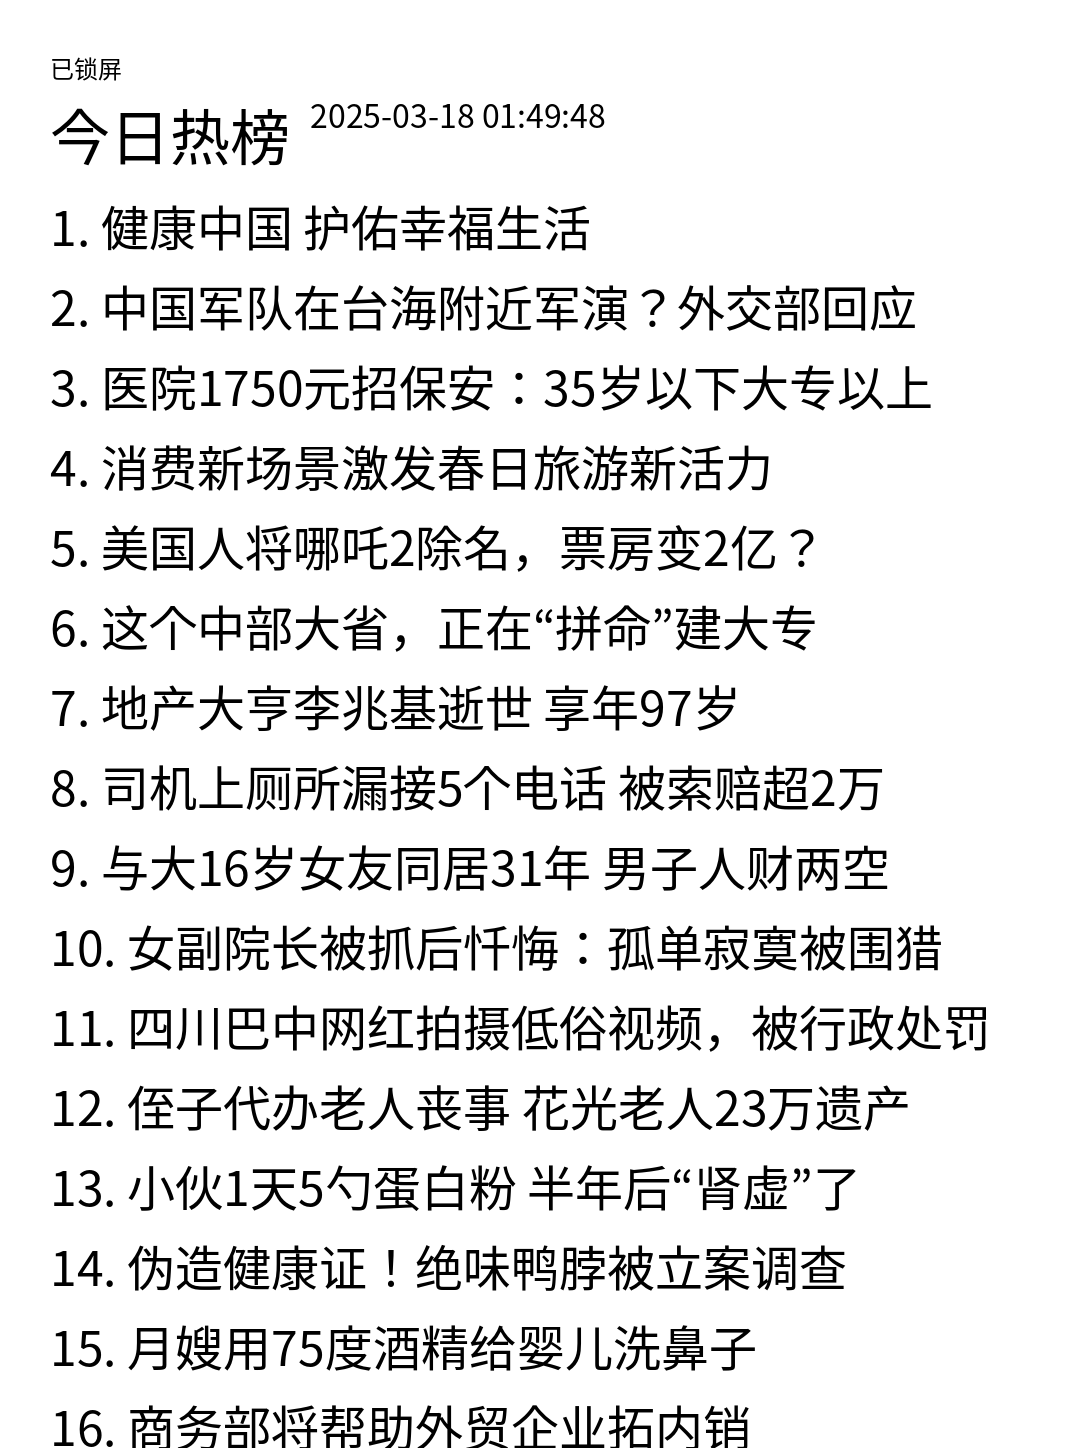 已锁屏
今日热榜 2025-03-18 01:49:48
1. 健康中国 护佑幸福生活
2. 中国军队在台海附近军演？外交部回应
3. 医院1750元招保安：35岁以下大专以上
4. 消费新场景激发春日旅游新活力
5. 美国人将哪吒2除名，票房变2亿？
6. 这个中部大省，正在“拼命”建大专
7. 地产大亨李兆基逝世 享年97岁
8. 司机上厕所漏接5个电话 被索赔超2万
9. 与大16岁女友同居31年 男子人财两空
10. 女副院长被抓后忏悔：孤单寂寞被围猎
11. 四川巴中网红拍摄低俗视频，被行政处罚
12. 侄子代办老人丧事 花光老人23万遗产
13. 小伙1天5勺蛋白粉 半年后“肾虚”了
14. 伪造健康证！绝味鸭脖被立案调查
15. 月嫂用75度酒精给婴儿洗鼻子
16. 商务部将帮助外贸企业拓内销